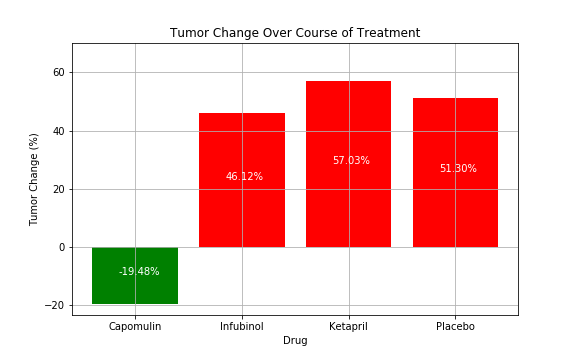 Tumor Change Over Course of Treatment
Tumor Change (%)
60
40
20
0
−20
-19.48%
46.12%
57.03%
51.30%
Capomulin
Infubinol
Ketapril
Placebo
Drug